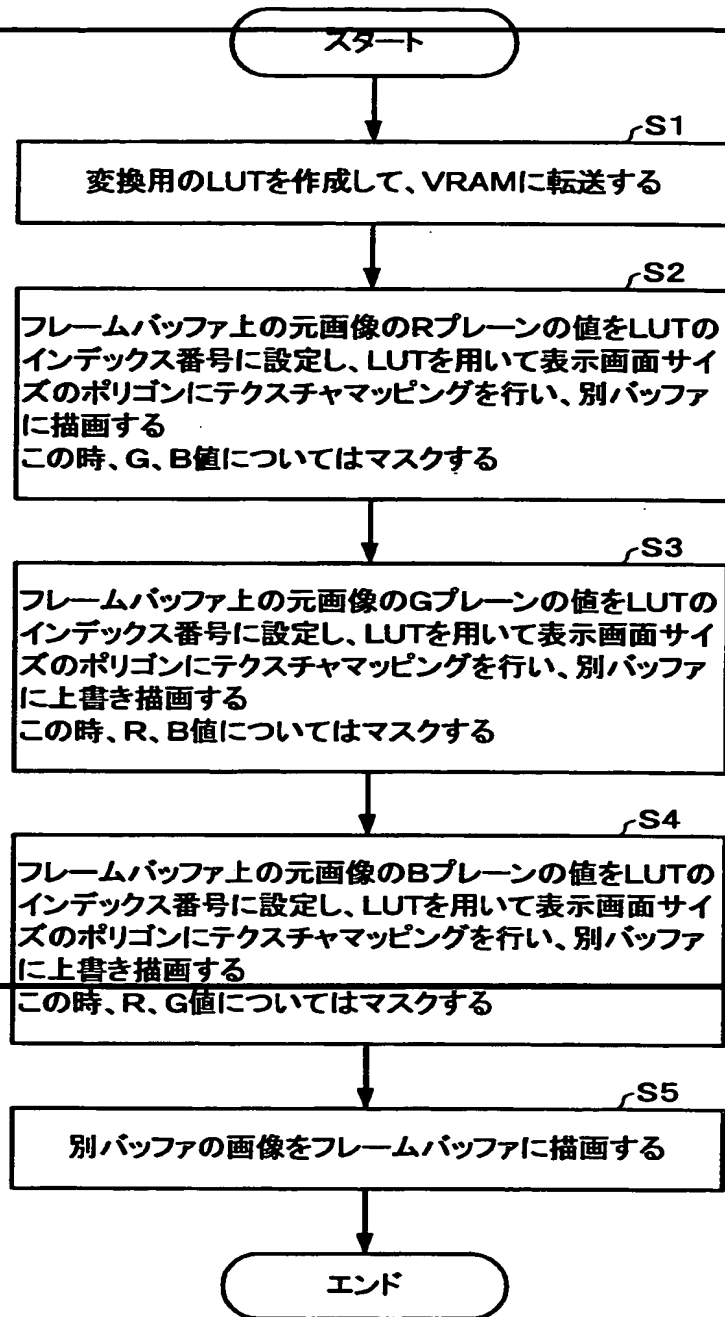 スタート
S1
変換用のLUTを作成して、VRAMに転送する
S2
フレームバッファ上の元画像のRプレーンの値をLUTの
インデックス番号に設定し、LUTを用いて表示画面サイ
ズのポリゴンにテクスチャマッピングを行い、別バッファ
に描画する
この時、G、B値についてはマスクする
S3
フレームバッファ上の元画像のGプレーンの値をLUTの
インデックス番号に設定し、LUTを用いて表示画面サイ
ズのポリゴンにテクスチャマッピングを行い、別バッファ
に上書き描画する
この時、R、B値についてはマスクする
S4
フレームバッファ上の元画像のBプレーンの値をLUTの
インデックス番号に設定し、LUTを用いて表示画面サイ
ズのポリゴンにテクスチャマッピングを行い、別バッファ
に上書き描画する
この時、R、G値についてはマスクする
S5
別バッファの画像をフレームバッファに描画する
エンド